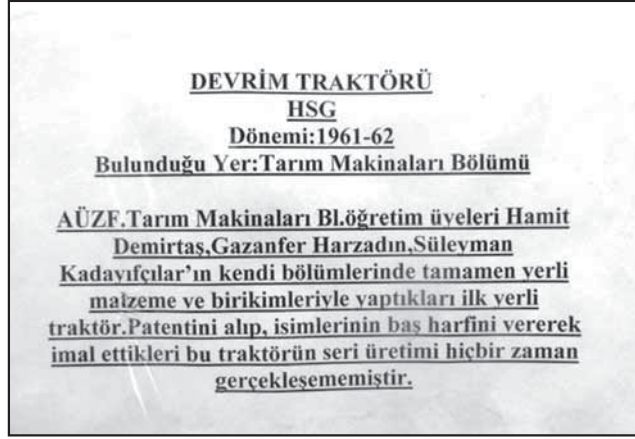 DEVRİM TRAKTÖRÜ
HSG
Dönemi:1961-62
Bulunduğu Yer:Tarım Makinaları Bölümü
AÜZF.Tarım Makinaları Bl.öğretim üyeleri Hamit
Demirtaş,Gazanfer Harzadın,Süleyman
Kadayıfçılar’ın kendi bölümlerinde tamamen yerli
malzeme ve birikimleriyle yaptıkları ilk yerli
traktör.Patentini alıp, isimlerinin baş harfini vererek
imal ettikleri bu traktörün seri üretimi hiçbir zaman
gerçekleşememiştir.